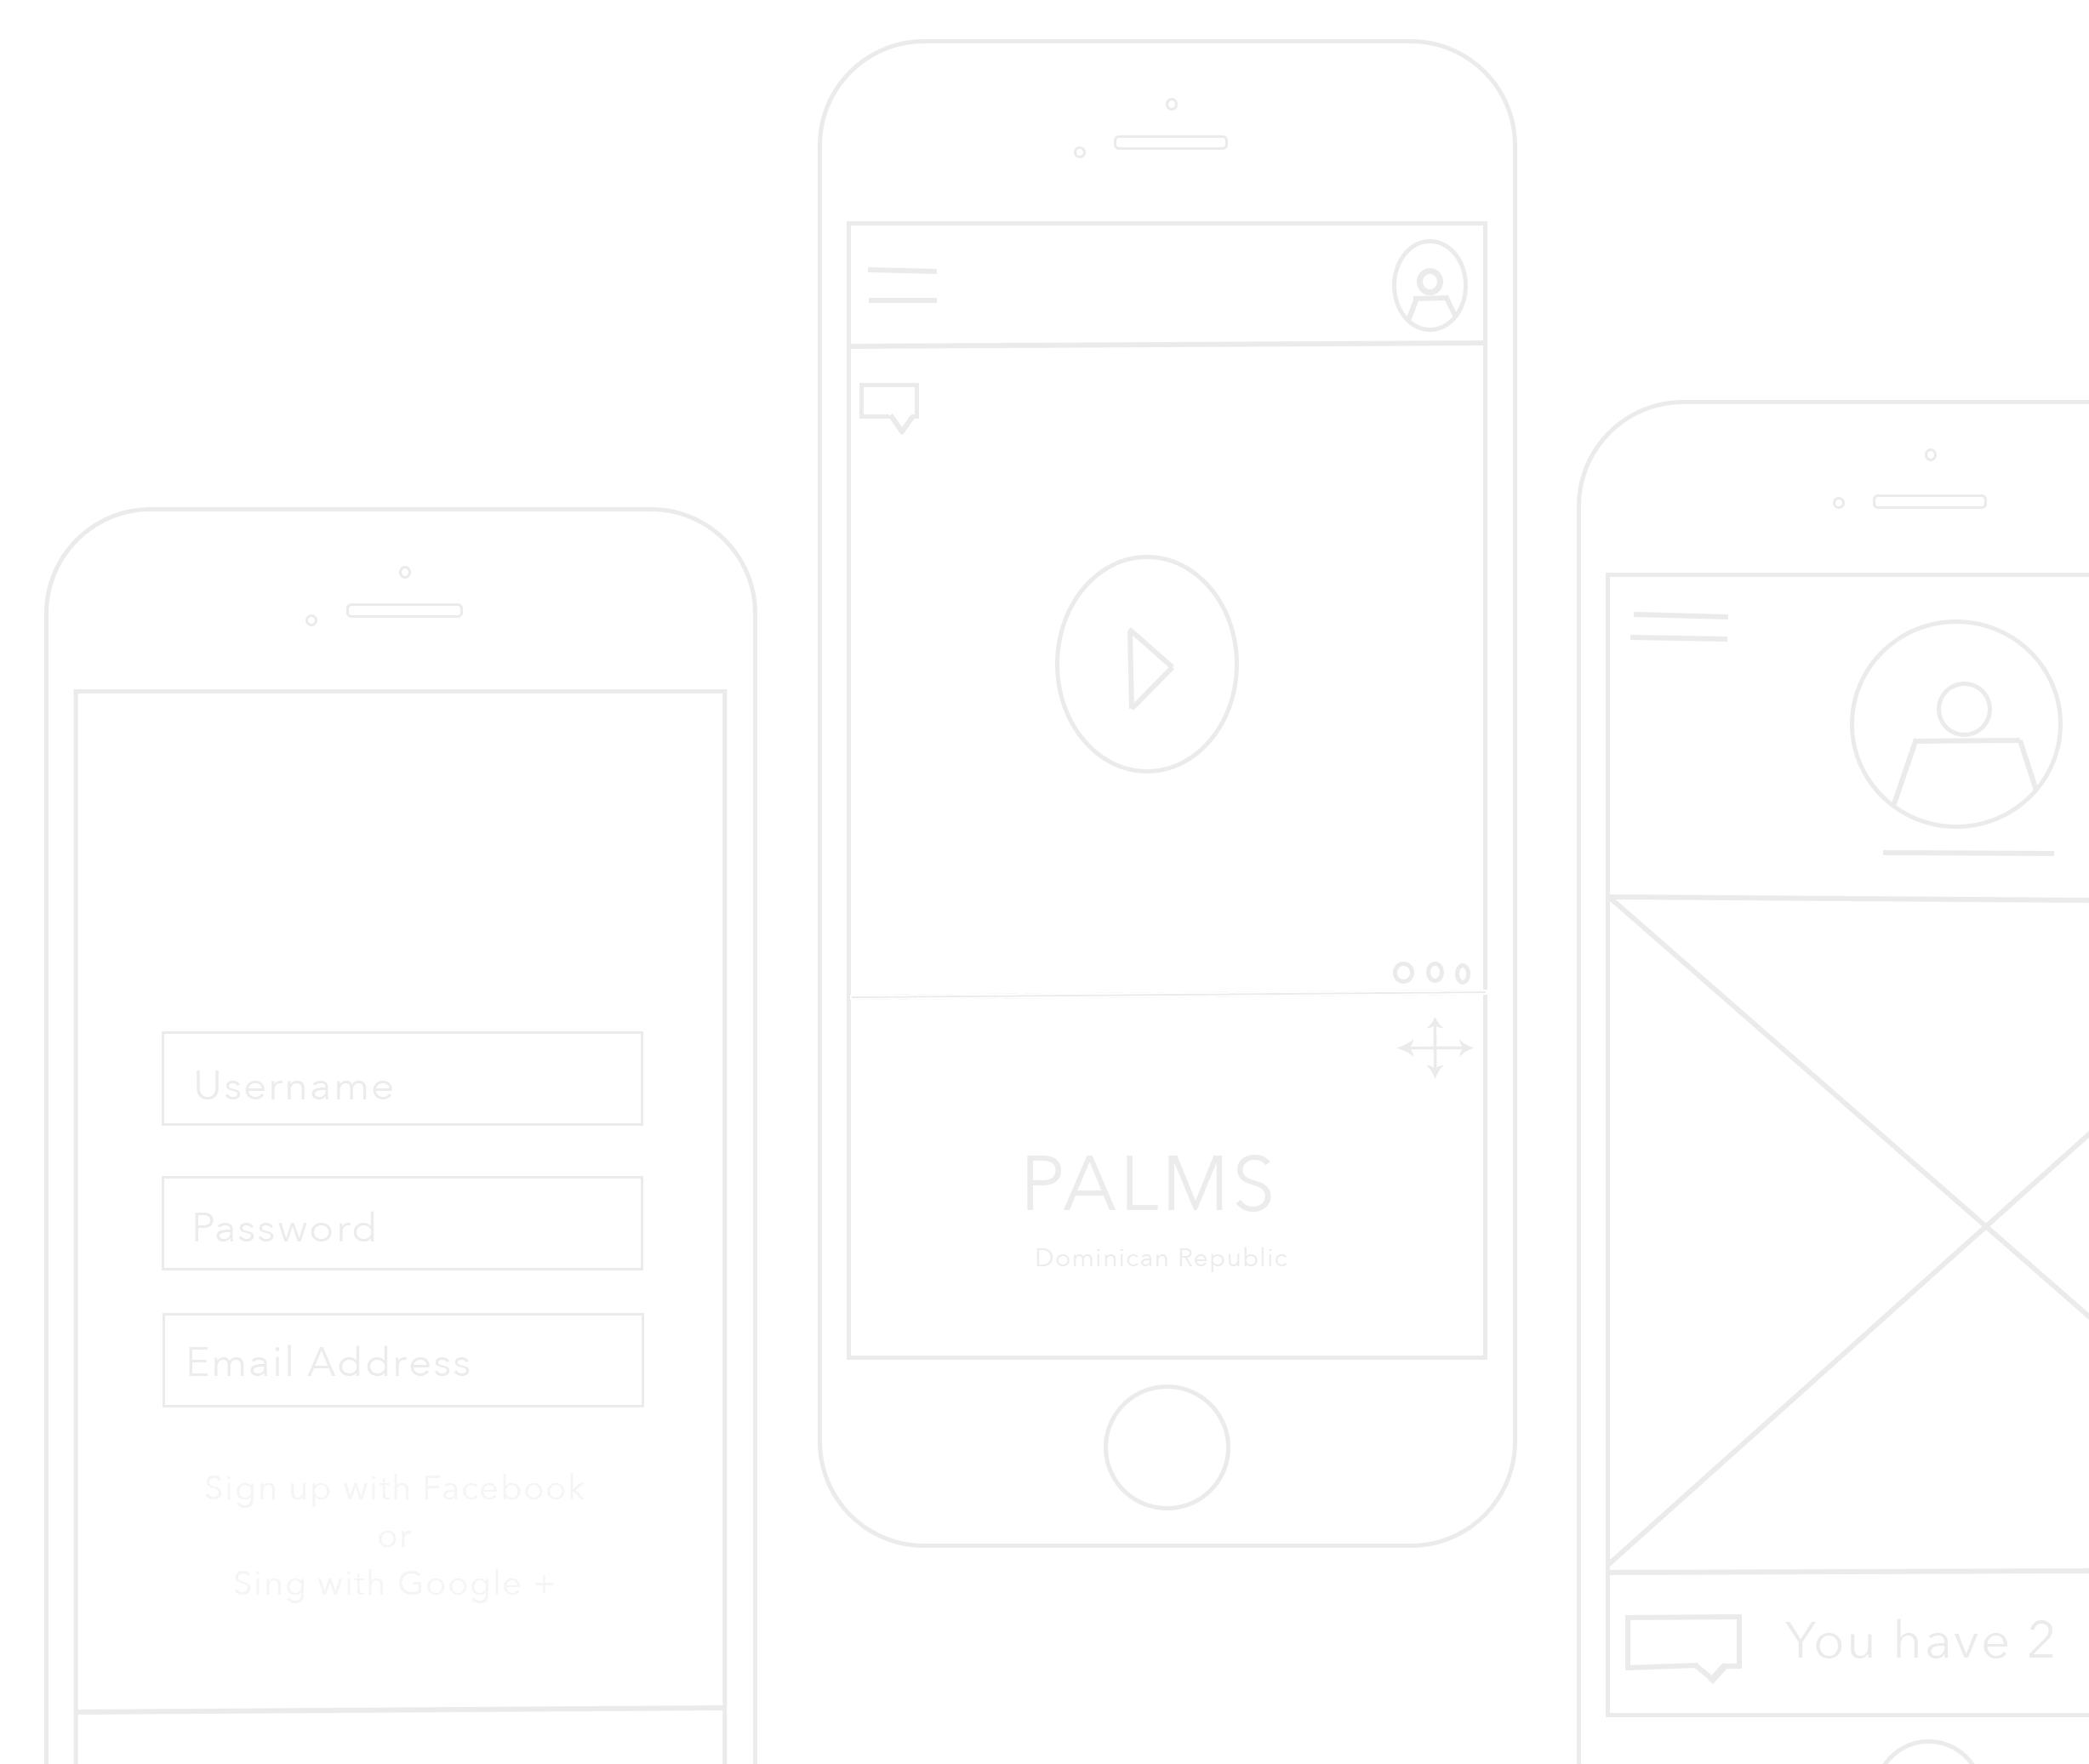 Username
Password
Email Address
Sign up with Facebook
or
Sing with Google +
PALMS
Dominican Republic
You have 2